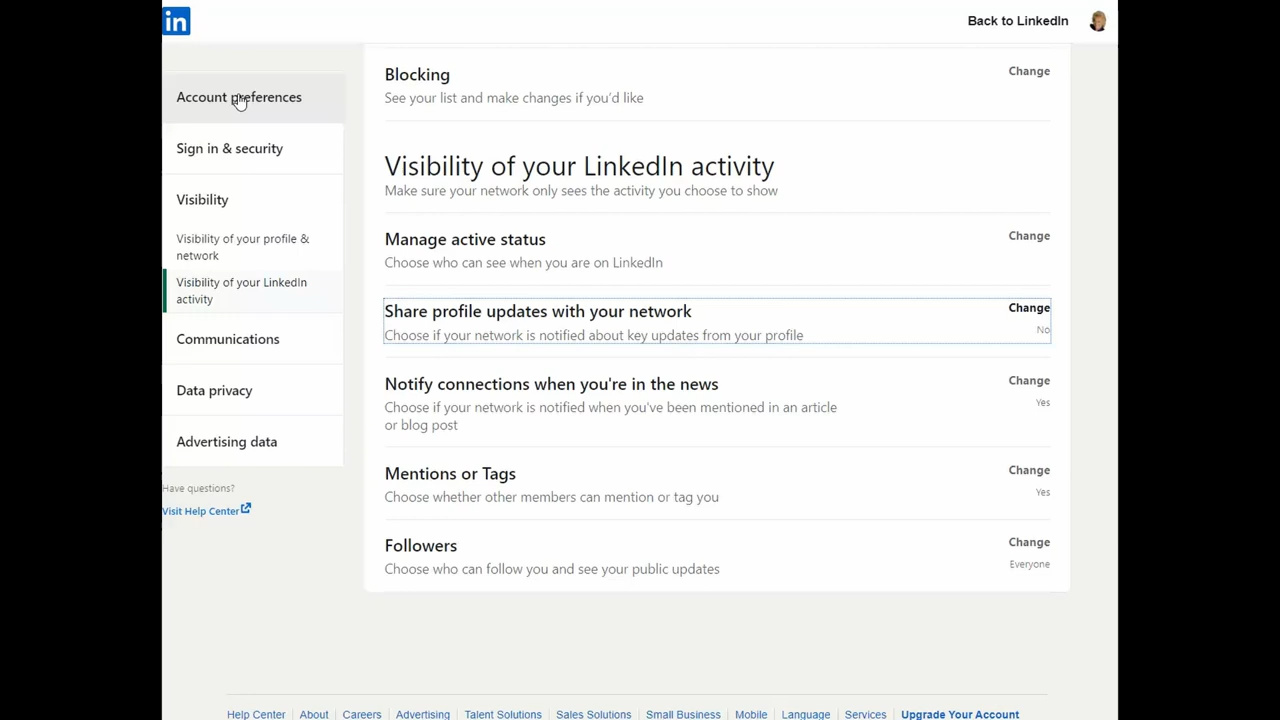 in
Back to LinkedIn
Account preferences
Sign in & security
Visibility
Visibility of your profile &
network
Visibility of your LinkedIn
activity
Communications
Data privacy
Advertising data
Have questions?
Visit Help Center
Blocking
Change
See your list and make changes if you'd like
Visibility of your LinkedIn activity
Make sure your network only sees the activity you choose to show
Manage active status
Change
Choose who can see when you are on LinkedIn
Share profile updates with your network
Change
Choose if your network is notified about key updates from your profile
No
Notify connections when you're in the news
Change
Choose if your network is notified when you've been mentioned in an article
or blog post
Yes
Mentions or Tags
Change
Choose whether other members can mention or tag you
Yes
Followers
Change
Choose who can follow you and see your public updates
Everyone
Help Center About Careers Advertising Talent Solutions Sales Solutions Small Business Mobile Language Services Upgrade Your Account